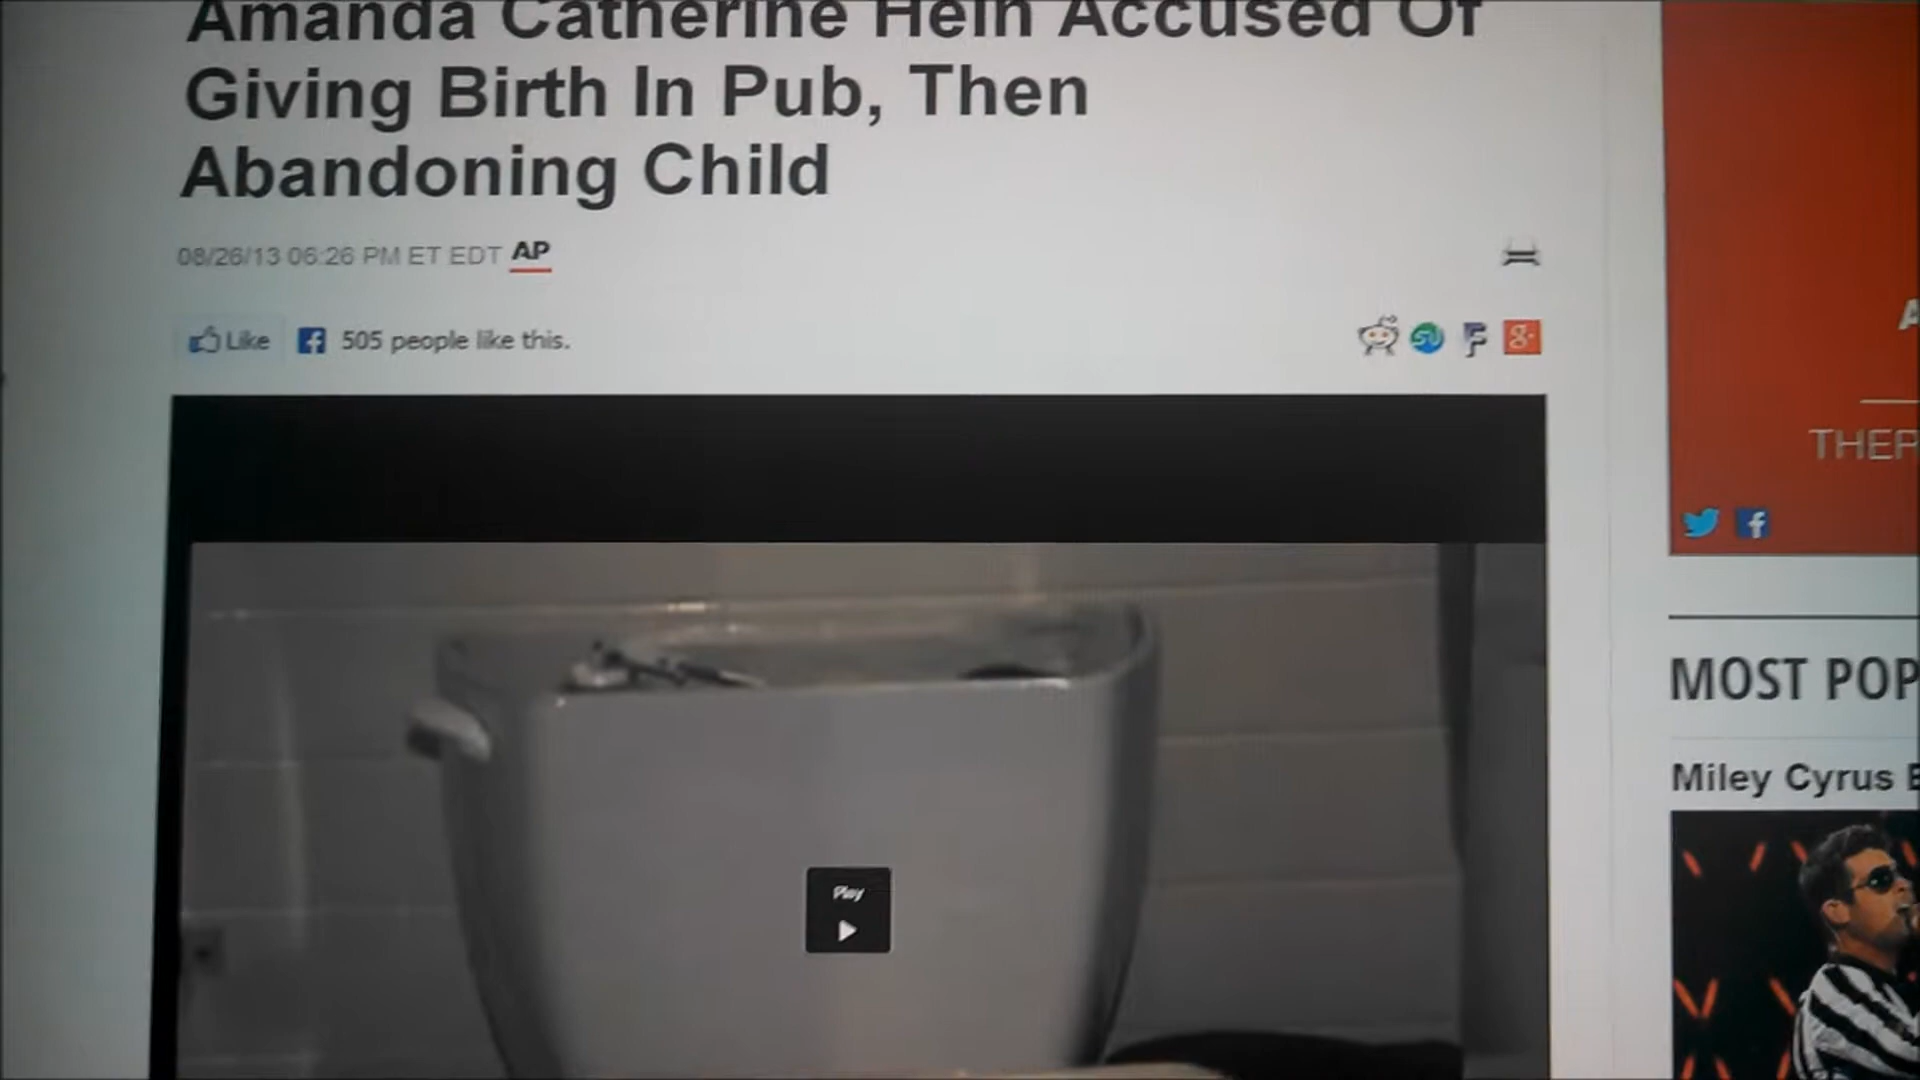 Amanda Catherine Hein Accused Of
Giving Birth In Pub, Then
Abandoning Child
08/26/13 06:26 PM ET EDT AP
Like 505 people like this.
THER
MOST POP
Miley Cyrus
Play